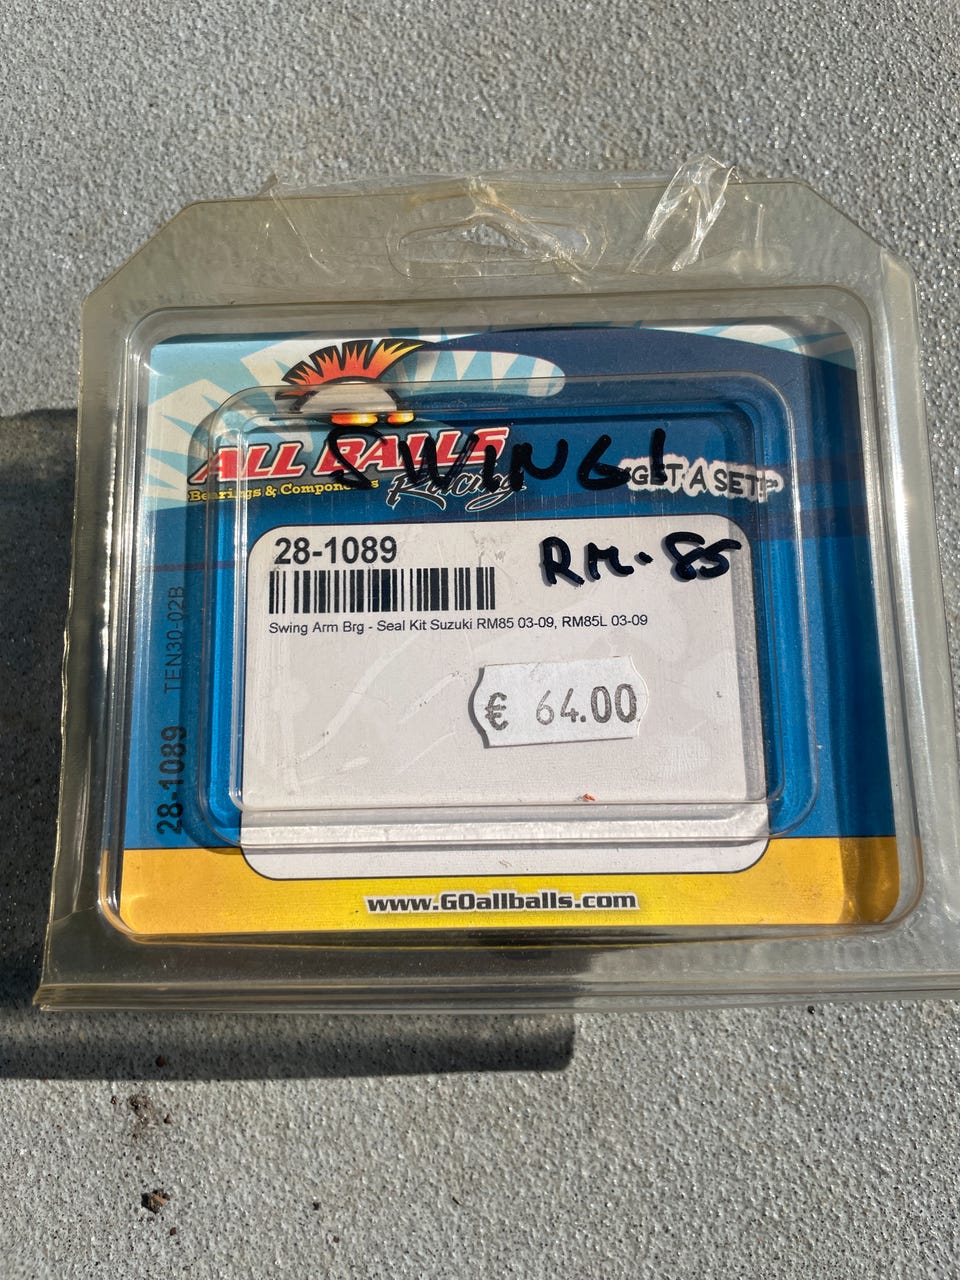 ALL BALLS
Racing
Bearings & Components
SWING!
"GET A SET!"
28-1089
RM-85
Swing Arm Brg - Seal Kit Suzuki RM85 03-09, RM85L 03-09
€ 64.00
28-1089 TEN30-02B
www.GOallballs.com